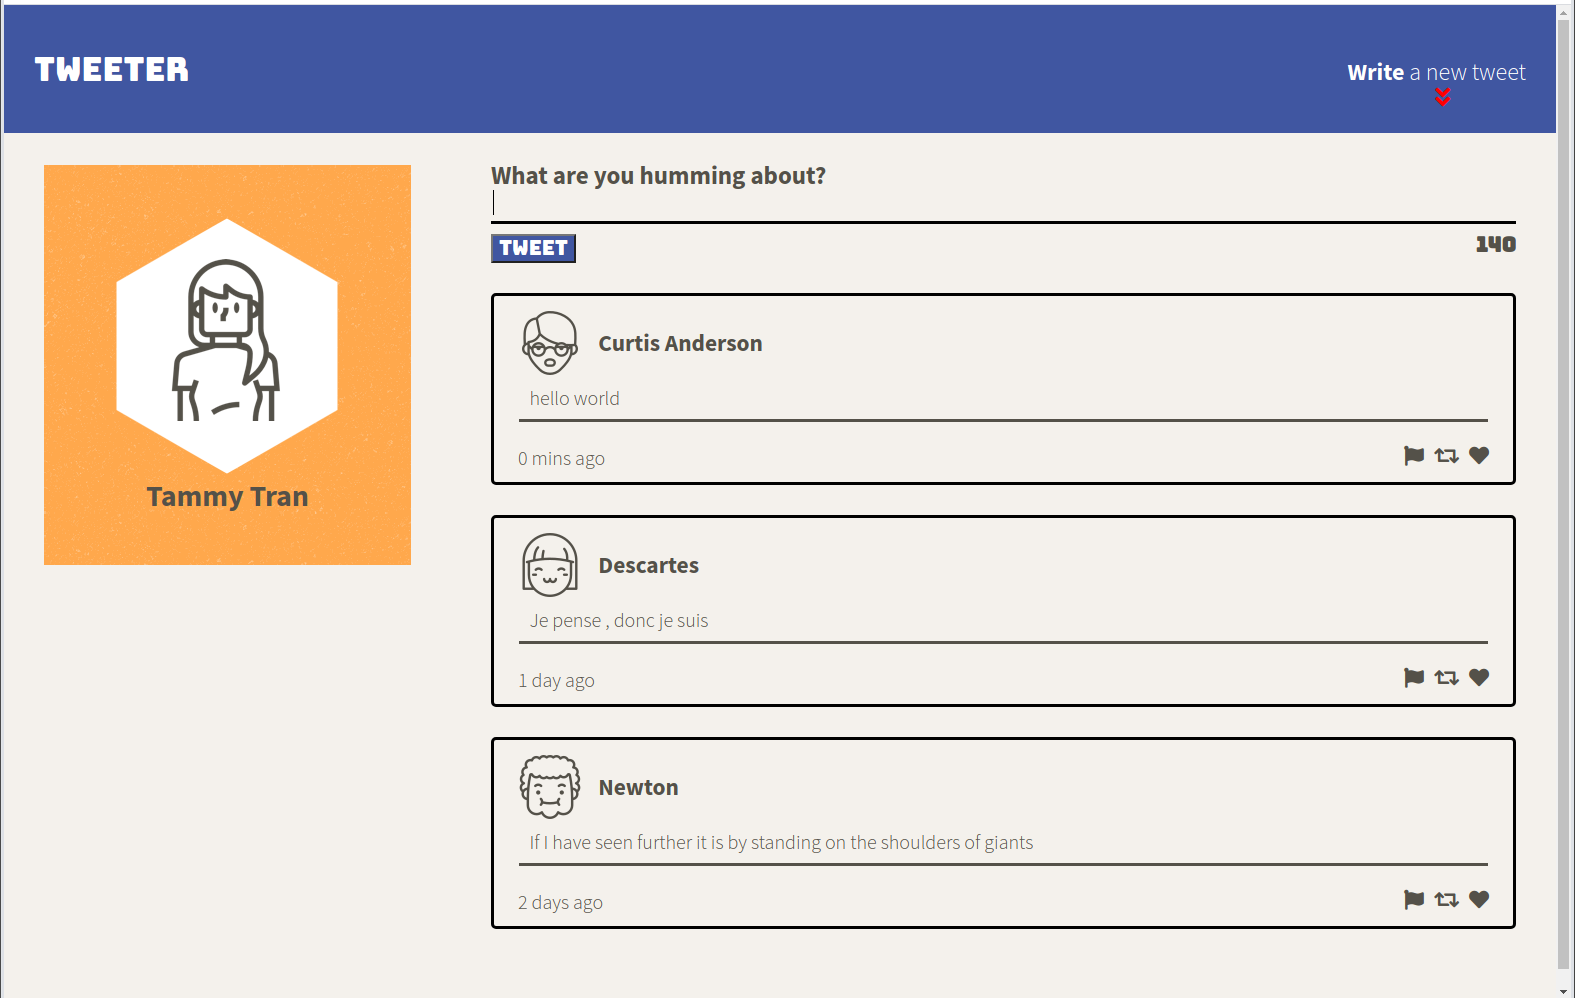 TWEETER
Write a new tweet
Tammy Tran
What are you humming about?
TWEET
140
Curtis Anderson
hello world
0 mins ago
Descartes
Je pense , donc je suis
1 day ago
Newton
If I have seen further it is by standing on the shoulders of giants
2 days ago